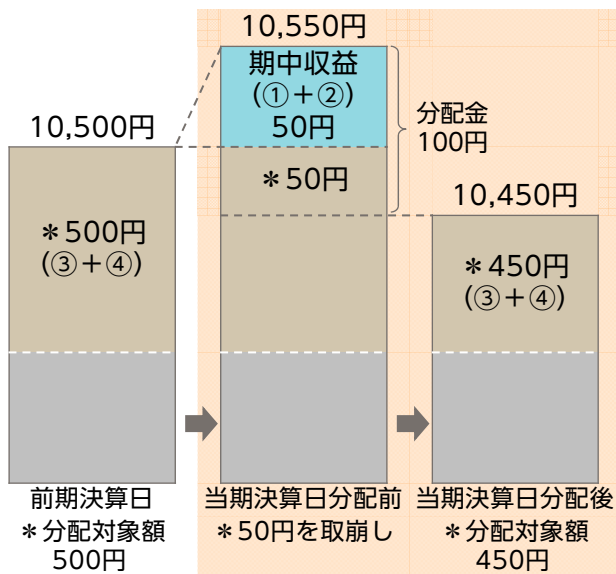 10,500円
＊500円
(③＋④)
前期決算日
＊分配対象額
500円
10,550円
期中収益
(①＋②)
50円
＊50円
分配金
100円
当期決算日分配前
＊50円を取崩し
10,450円
＊450円
(③＋④)
当期決算日分配後
＊分配対象額
450円